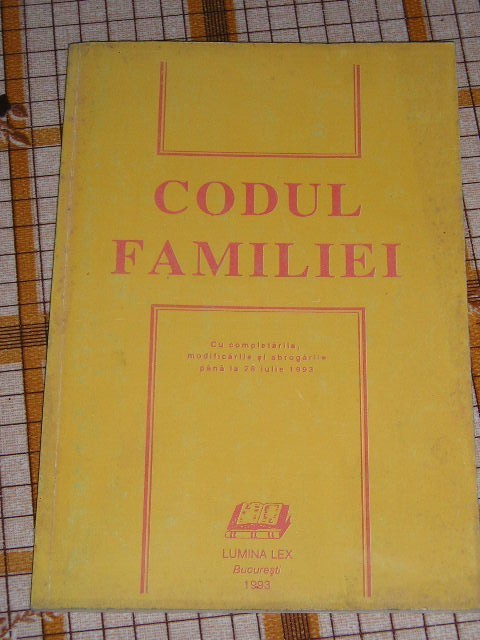 CODUL
FAMILIEI
Cu completările,
modificările și abrogările
până la 28 iulie 1993
LUMINA LEX
București
1993